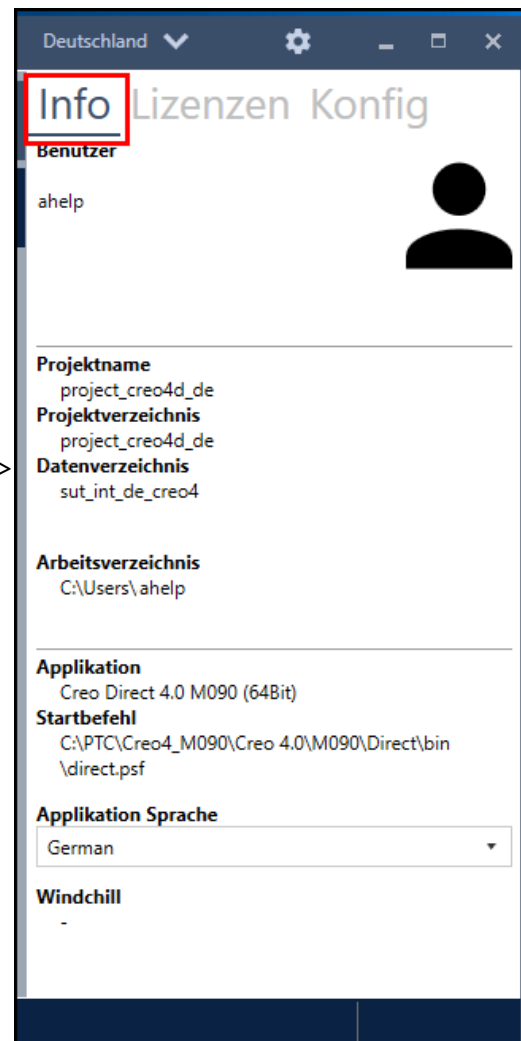 Deutschland
Info Lizenzen Konfig
Benutzer
ahelp
Projektname
project_creo4d_de
Projektverzeichnis
project_creo4d_de
>
Datenverzeichnis
sut_int_de_creo4
Arbeitsverzeichnis
C:\Users\ahelp
Applikation
Creo Direct 4.0 M090 (64Bit)
Startbefehl
C:\PTC\Creo4_M090\Creo 4.0\M090\Direct\bin
\direct.psf
Applikation Sprache
German
Windchill
-